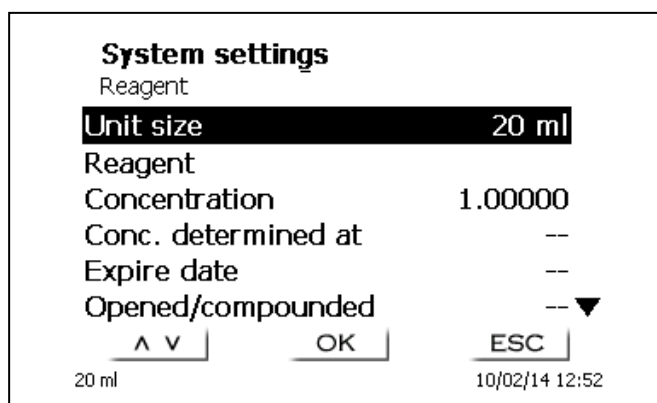 System settings
Reagent
Unit size 20 ml
Reagent
Concentration 1.00000
Conc. determined at --
Expire date --
Opened/compounded -- ▼
∧ ∨ OK ESC
20 ml 10/02/14 12:52